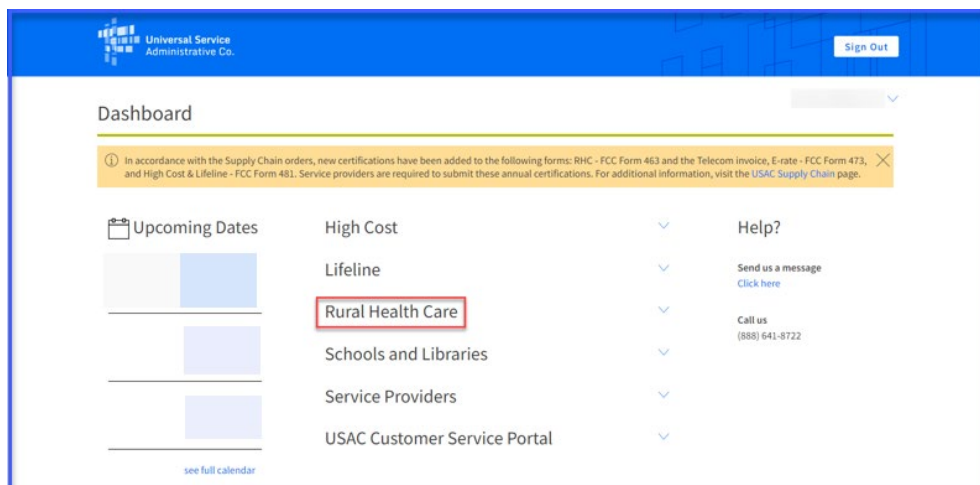 Universal Service
Administrative Co.
Sign Out
Dashboard
In accordance with the Supply Chain orders, new certifications have been added to the following forms: RHC - FCC Form 463 and the Telecom invoice, E-rate - FCC Form 473,
and High Cost & Lifeline - FCC Form 481. Service providers are required to submit these annual certifications. For additional information, visit the USAC Supply Chain page.
Upcoming Dates
see full calendar
High Cost
Lifeline
Rural Health Care
Schools and Libraries
Service Providers
USAC Customer Service Portal
Help?
Send us a message
Click here
Call us
(888) 641-8722